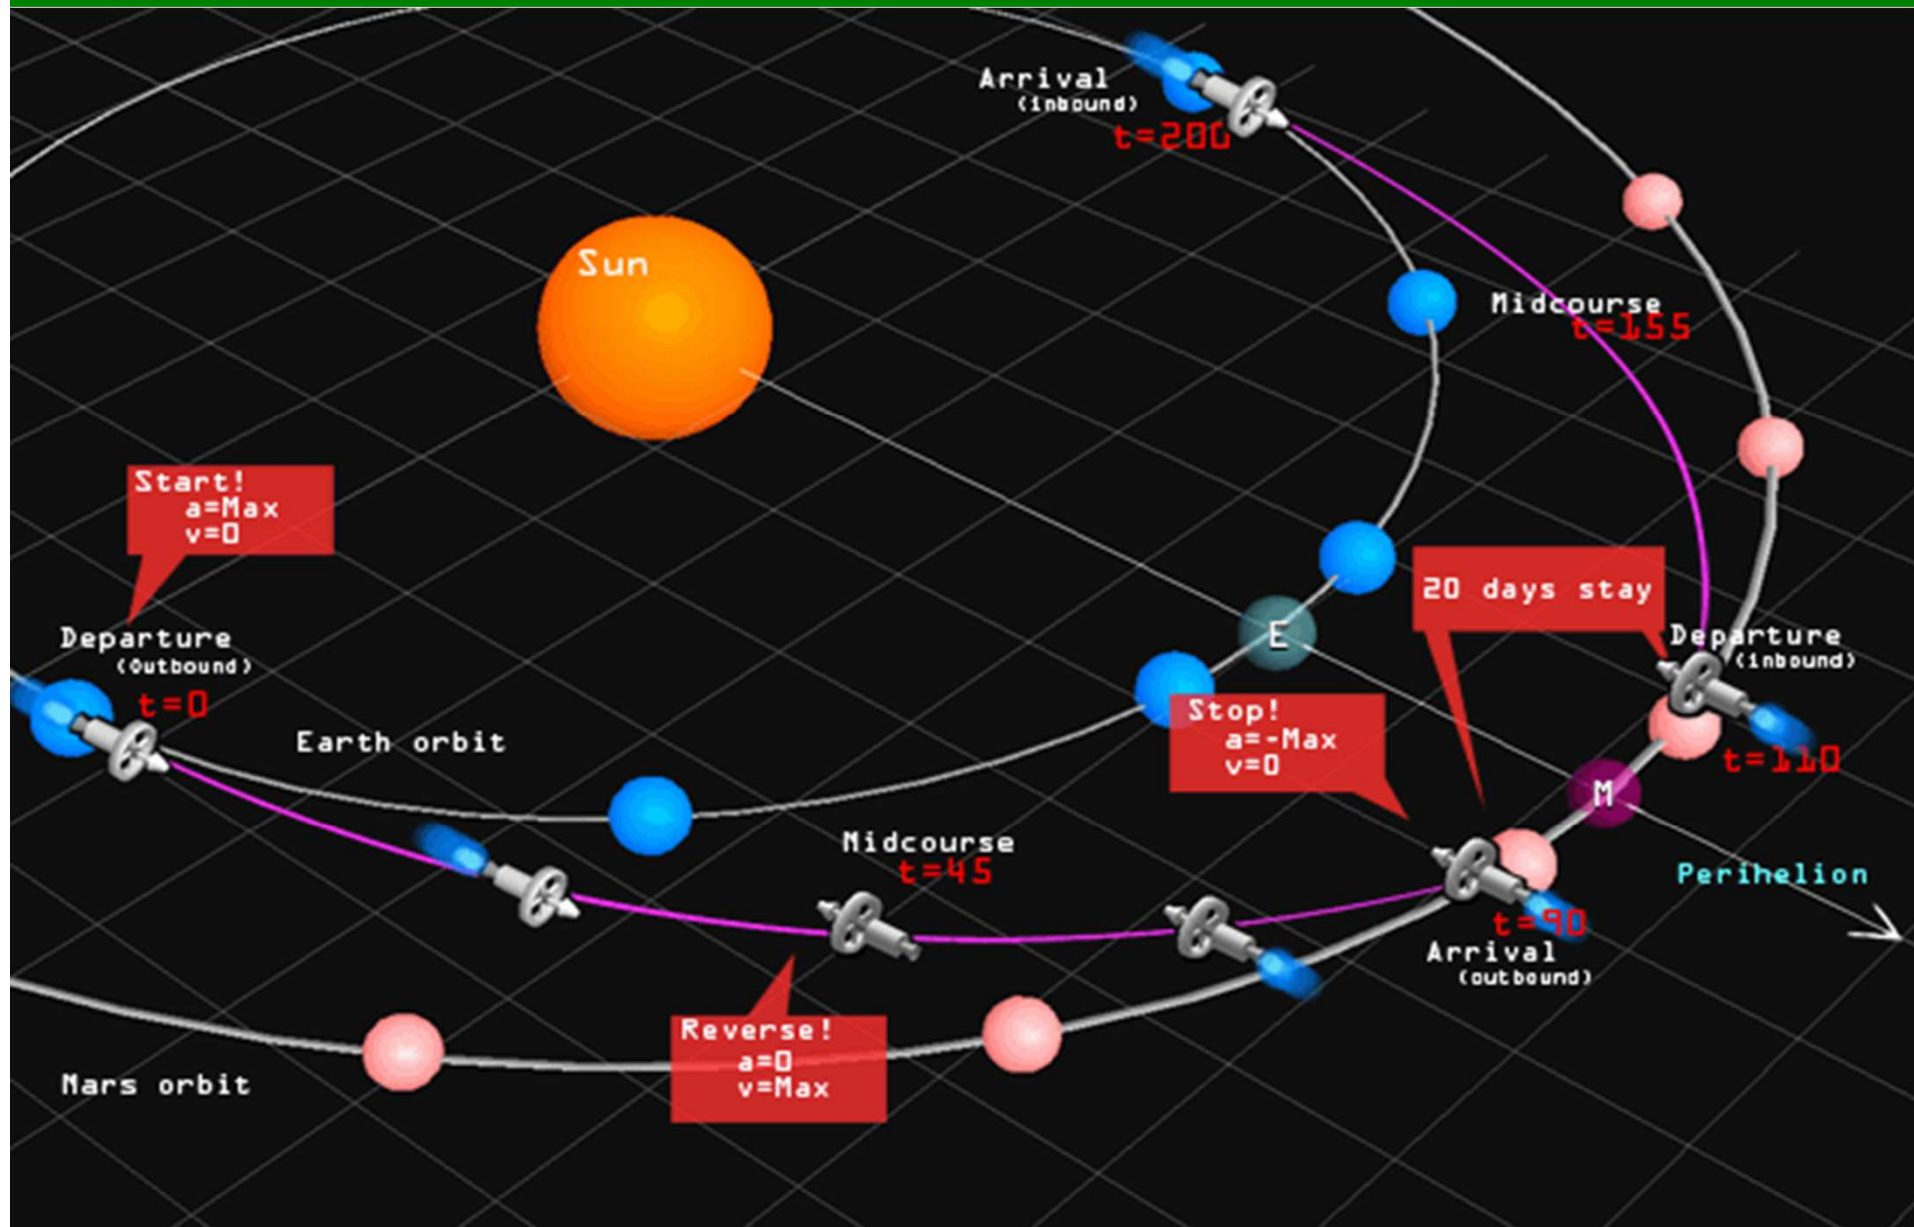 Arrival
(inbound)
t=200
Sun
Midcourse
t=155
Start!
a=Max
v=0
20 days stay
Departure
(Outbound)
t=0
E
Departure
(inbound)
Stop!
a=-Max
v=0
t=110
Earth orbit
M
Midcourse
t=45
Perihelion
t=90
Arrival
(outbound)
Reverse!
a=0
v=Max
Mars orbit